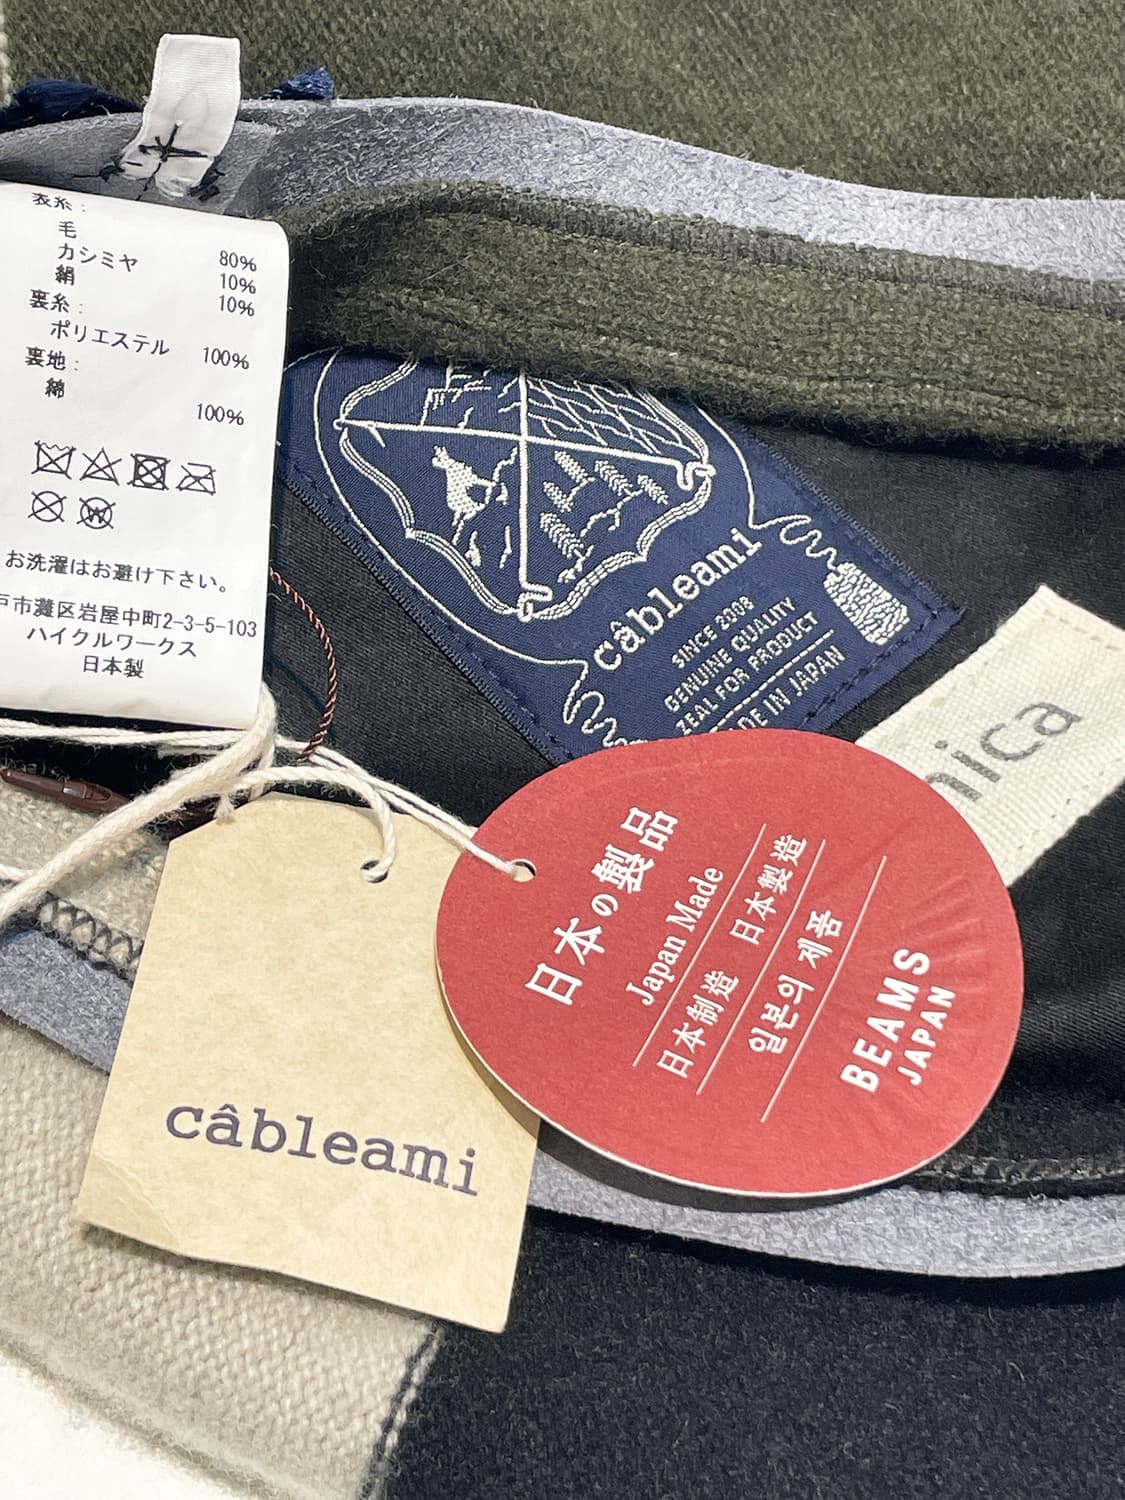 表糸:
毛 80%
カシミヤ 10%
絹 10%
裏糸:
ポリエステル 100%
裏地:
綿 100%
お洗濯はお避け下さい。
戸市灘区岩屋中町2-3-5-103
ハイクルワークス
日本製
câbleami
SINCE 2008
GENUINE QUALITY
ZEAL FOR PRODUCT
MADE IN JAPAN
nica
câbleami
日本の製品
Japan Made
日本制造 日本製造
일본의 제품
BEAMS
JAPAN